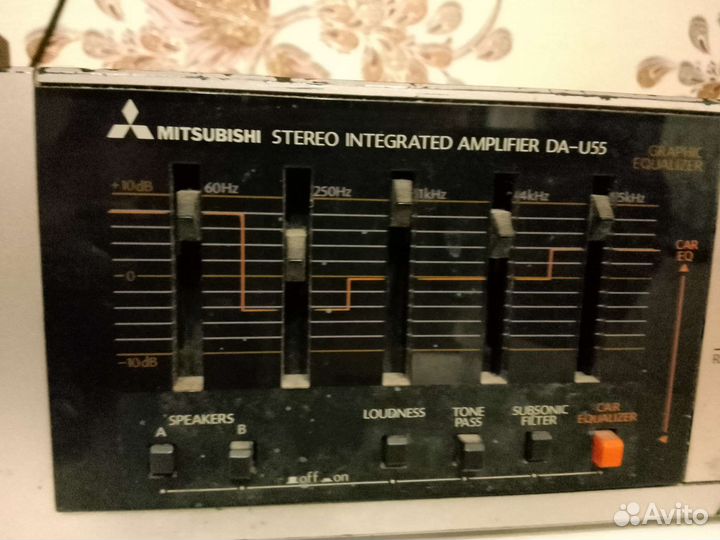 MITSUBISHI STEREO INTEGRATED AMPLIFIER DA-U55
GRAPHIC
EQUALIZER
+10dB 60Hz 250Hz 1kHz 4kHz 15kHz
CAR
EQ
0
-10dB
SPEAKERS
A B
LOUDNESS
TONE
PASS
SUBSONIC
FILTER
CAR
EQUALIZER
off on
R
Avito